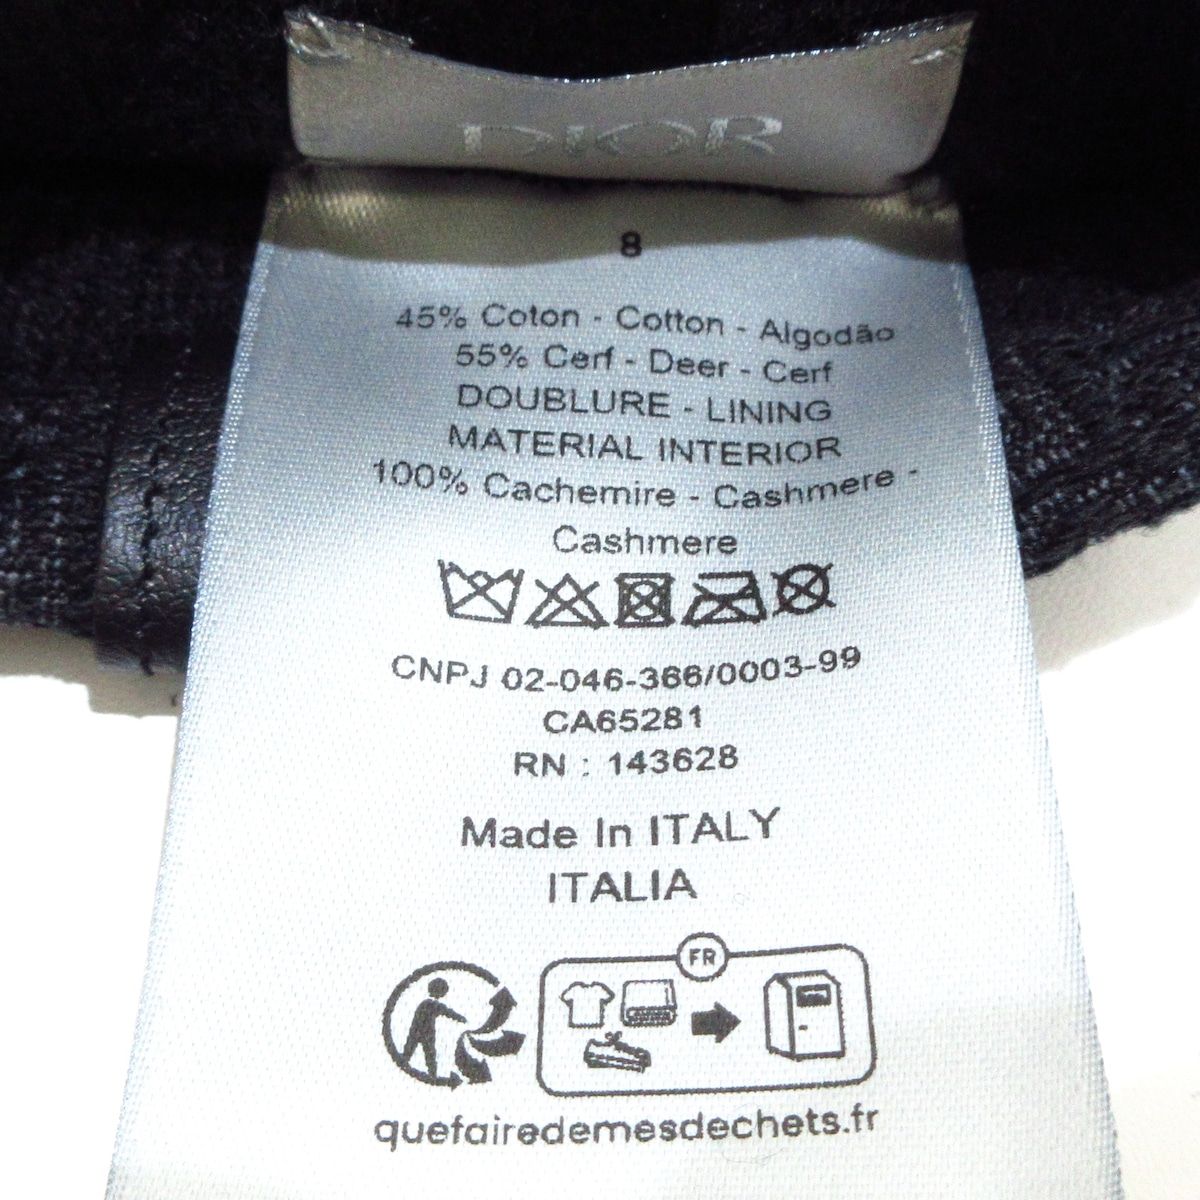 DIOR
8
45% Coton - Cotton - Algodão
55% Cerf - Deer - Cerf
DOUBLURE - LINING
MATERIAL INTERIOR
100% Cachemire - Cashmere -
Cashmere
CNPJ 02-046-366/0003-99
CA65281
RN : 143628
Made In ITALY
ITALIA
FR
quefairedemesdechets.fr